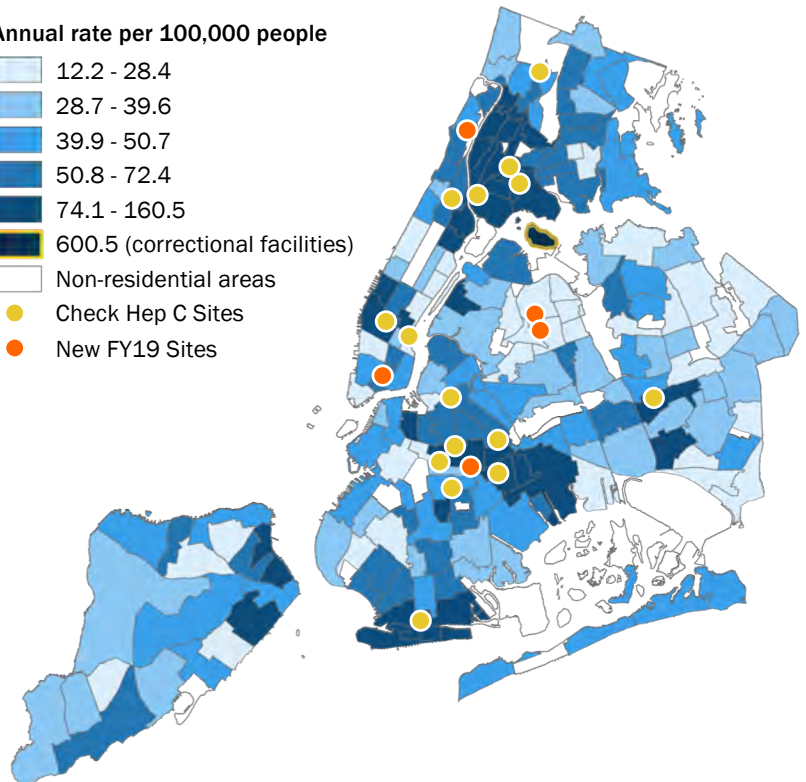 Annual rate per 100,000 people
12.2 - 28.4
28.7 - 39.6
39.9 - 50.7
50.8 - 72.4
74.1 - 160.5
600.5 (correctional facilities)
Non-residential areas
Check Hep C Sites
New FY19 Sites